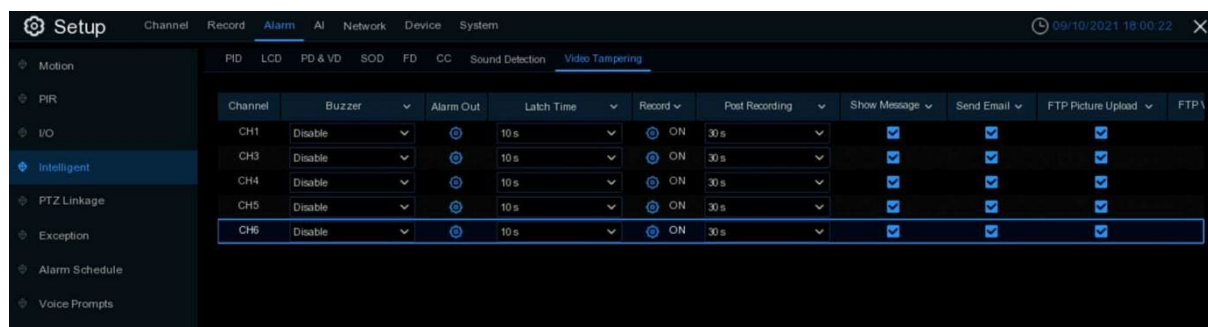 Setup Channel Record Alarm AI Network Device System 09/10/2021 18:00:22
Motion
PIR
I/O
Intelligent
PTZ Linkage
Exception
Alarm Schedule
Voice Prompts
PID LCD PD & VD SOD FD CC Sound Detection Video Tampering
Channel Buzzer Alarm Out Latch Time Record Post Recording Show Message Send Email FTP Picture Upload FTP
CH1 Disable 10 s ON 30 s
CH3 Disable 10 s ON 30 s
CH4 Disable 10 s ON 30 s
CH5 Disable 10 s ON 30 s
CH6 Disable 10 s ON 30 s